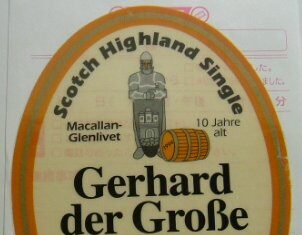 Scotch Highland Single
Macallan-
Glenlivet
10 Jahre
alt
Gerhard
der Große